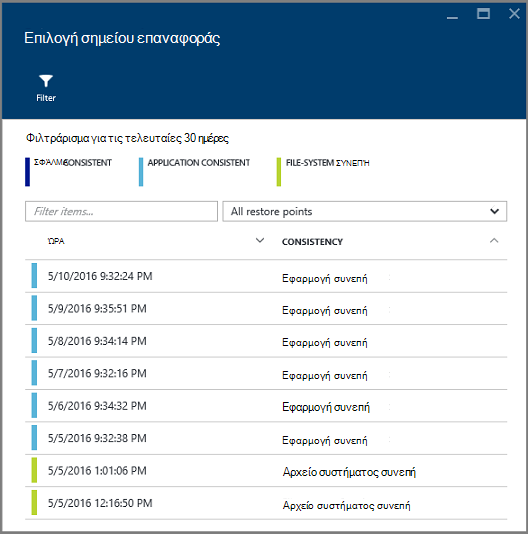 Επιλογή σημείου επαναφοράς
Filter
Φιλτράρισμα για τις τελευταίες 30 ημέρες
ΣΦΆΛΜΑ CONSISTENT APPLICATION CONSISTENT FILE-SYSTEM ΣΥΝΕΠΉ
Filter items... All restore points
ΏΡΑ CONSISTENCY
5/10/2016 9:32:24 PM Εφαρμογή συνεπή
5/9/2016 9:35:51 PM Εφαρμογή συνεπή
5/8/2016 9:34:14 PM Εφαρμογή συνεπή
5/7/2016 9:32:16 PM Εφαρμογή συνεπή
5/6/2016 9:34:32 PM Εφαρμογή συνεπή
5/5/2016 9:32:38 PM Εφαρμογή συνεπή
5/5/2016 1:01:06 PM Αρχείο συστήματος συνεπή
5/5/2016 12:16:50 PM Αρχείο συστήματος συνεπή